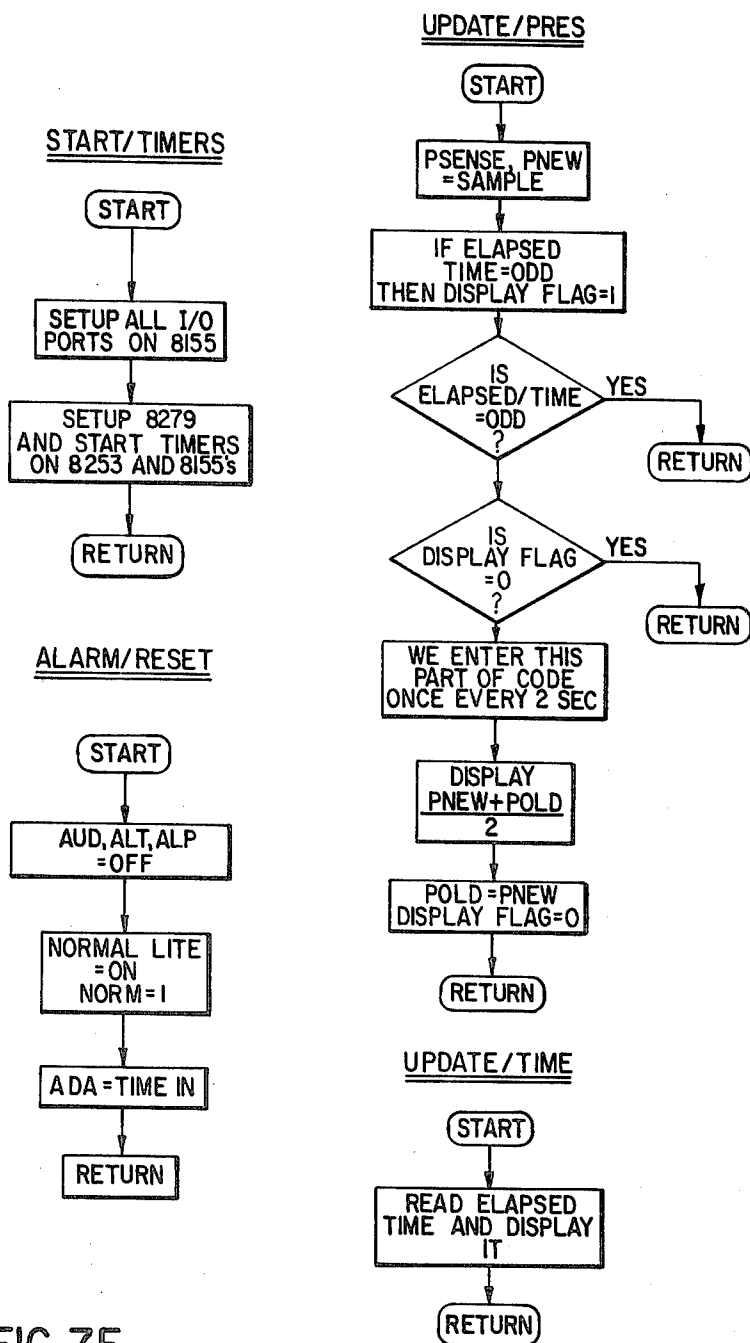 START/TIMERS
START
SETUP ALL I/O
PORTS ON 8155
SETUP 8279
AND START TIMERS
ON 8253 AND 8155's
RETURN
ALARM/RESET
START
AUD, ALT, ALP
=OFF
NORMAL LITE
=ON
NORM=1
ADA=TIME IN
RETURN
UPDATE/PRES
START
PSENSE, PNEW
=SAMPLE
IF ELAPSED
TIME=ODD
THEN DISPLAY FLAG=1
IS
ELAPSED/TIME
=ODD
?
YES
RETURN
IS
DISPLAY FLAG
=0
?
YES
RETURN
WE ENTER THIS
PART OF CODE
ONCE EVERY 2 SEC
DISPLAY
PNEW+POLD
2
POLD=PNEW
DISPLAY FLAG=0
RETURN
UPDATE/TIME
START
READ ELAPSED
TIME AND DISPLAY
IT
RETURN